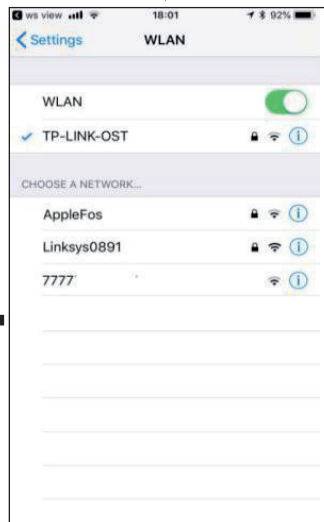 ws view 18:01 92%
Settings WLAN
WLAN
TP-LINK-OST
CHOOSE A NETWORK...
AppleFos
Linksys0891
7777